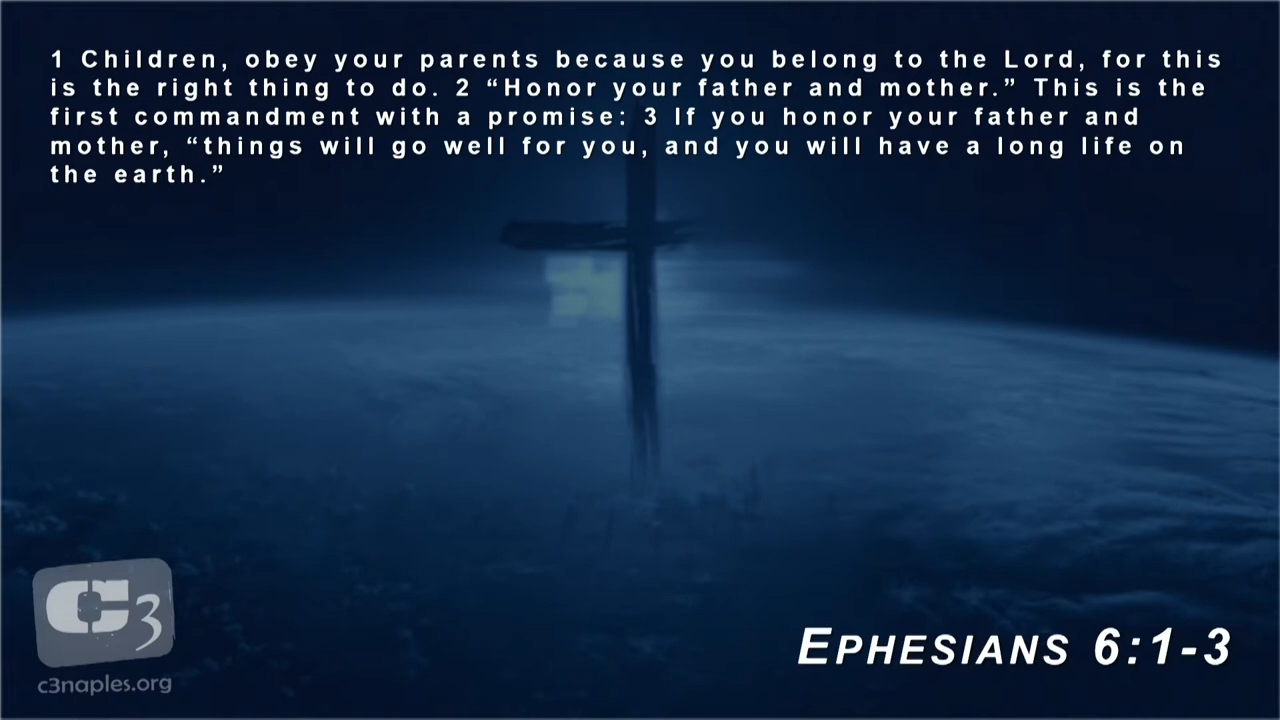 1 Children, obey your parents because you belong to the Lord, for this
is the right thing to do. 2 “Honor your father and mother.” This is the
first commandment with a promise: 3 If you honor your father and
mother, “things will go well for you, and you will have a long life on
the earth.”
C3
c3naples.org
EPHESIANS 6:1-3